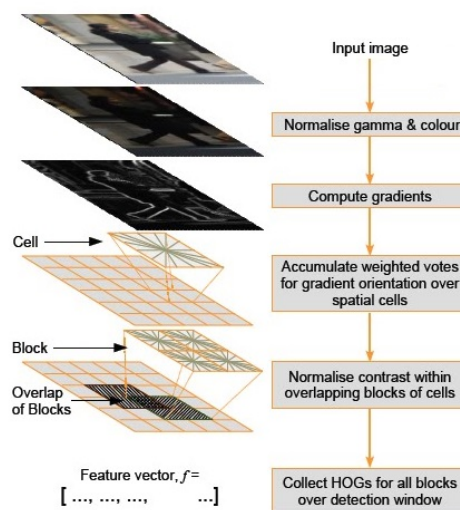 Input image
Normalise gamma & colour
Compute gradients
Cell
Accumulate weighted votes
for gradient orientation over
spatial cells
Block
Overlap
of Blocks
Normalise contrast within
overlapping blocks of cells
Feature vector, f =
[ ..., ..., ..., ...]
Collect HOGs for all blocks
over detection window